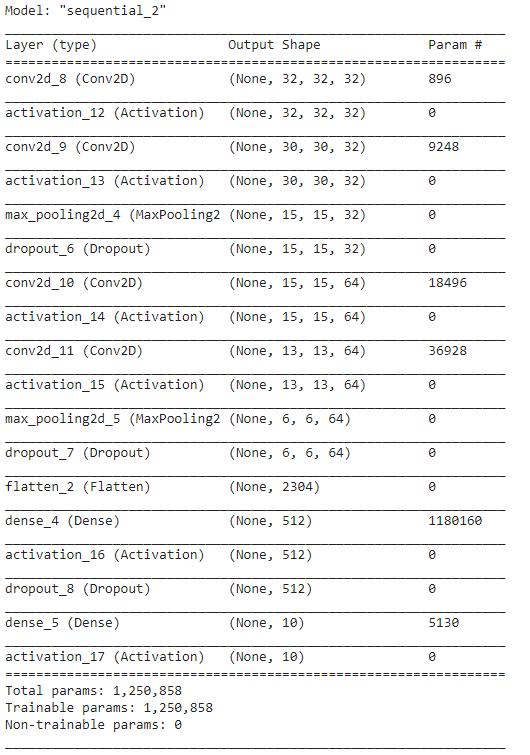 Model: "sequential_2"
Layer (type) Output Shape Param #
conv2d_8 (Conv2D) (None, 32, 32, 32) 896
activation_12 (Activation) (None, 32, 32, 32) 0
conv2d_9 (Conv2D) (None, 30, 30, 32) 9248
activation_13 (Activation) (None, 30, 30, 32) 0
max_pooling2d_4 (MaxPooling2 (None, 15, 15, 32) 0
dropout_6 (Dropout) (None, 15, 15, 32) 0
conv2d_10 (Conv2D) (None, 15, 15, 64) 18496
activation_14 (Activation) (None, 15, 15, 64) 0
conv2d_11 (Conv2D) (None, 13, 13, 64) 36928
activation_15 (Activation) (None, 13, 13, 64) 0
max_pooling2d_5 (MaxPooling2 (None, 6, 6, 64) 0
dropout_7 (Dropout) (None, 6, 6, 64) 0
flatten_2 (Flatten) (None, 2304) 0
dense_4 (Dense) (None, 512) 1180160
activation_16 (Activation) (None, 512) 0
dropout_8 (Dropout) (None, 512) 0
dense_5 (Dense) (None, 10) 5130
activation_17 (Activation) (None, 10) 0
Total params: 1,250,858
Trainable params: 1,250,858
Non-trainable params: 0